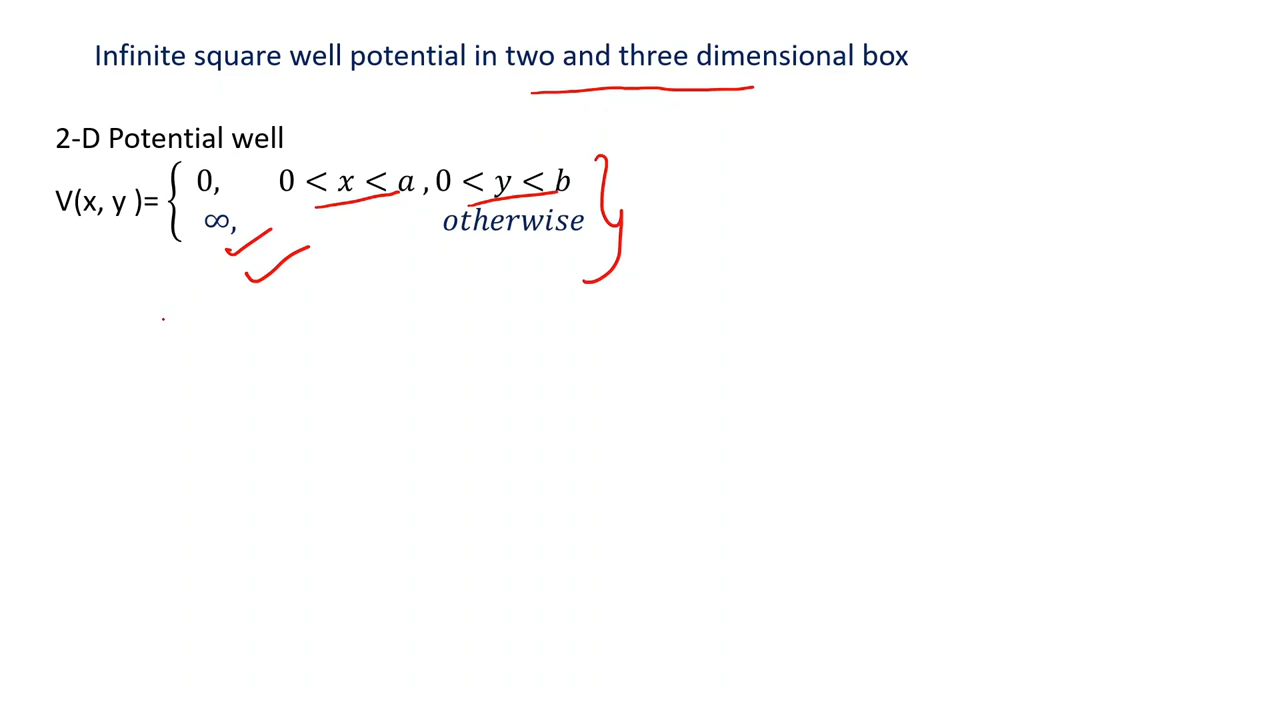 Infinite square well potential in two and three dimensional box
2-D Potential well
V(x, y )= { 0, 0 < x < a , 0 < y < b
∞, otherwise